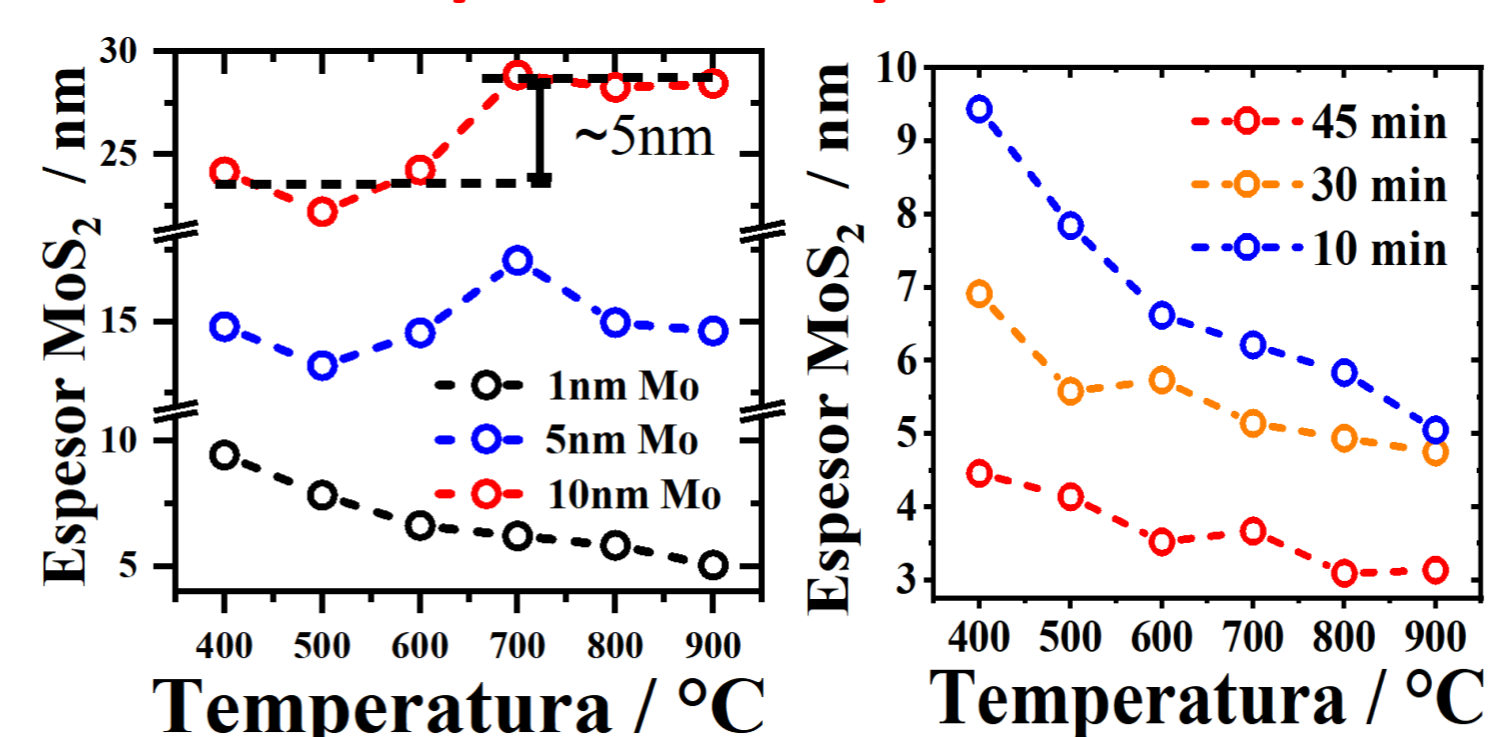 30
25
15
10
5
Espesor MoS₂ / nm
~5nm
1nm Mo
5nm Mo
10nm Mo
400 500 600 700 800 900
Temperatura / °C
10
9
8
7
6
5
4
3
Espesor MoS₂ / nm
45 min
30 min
10 min
400 500 600 700 800 900
Temperatura / °C